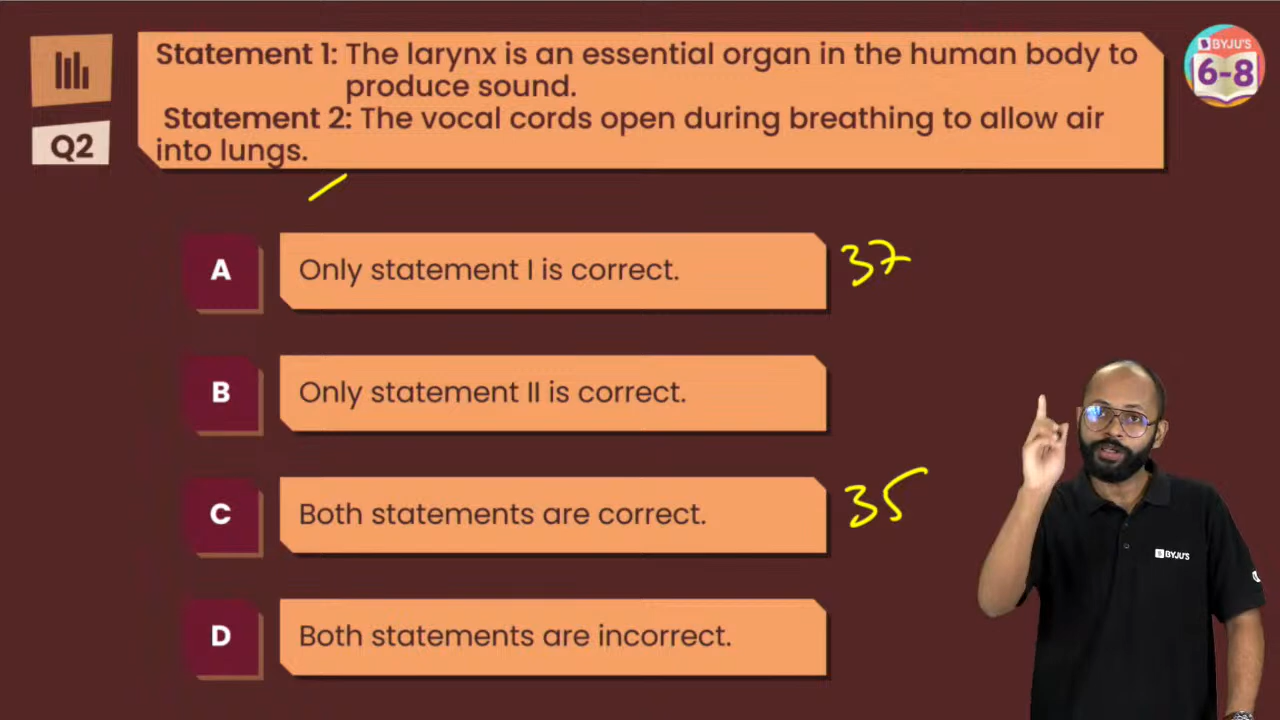 Statement 1: The larynx is an essential organ in the human body to
produce sound.
Statement 2: The vocal cords open during breathing to allow air
into lungs.
BYJU'S
6-8
Q2
A
Only statement I is correct.
37
B
Only statement II is correct.
C
Both statements are correct.
35
BYJU'S
D
Both statements are incorrect.